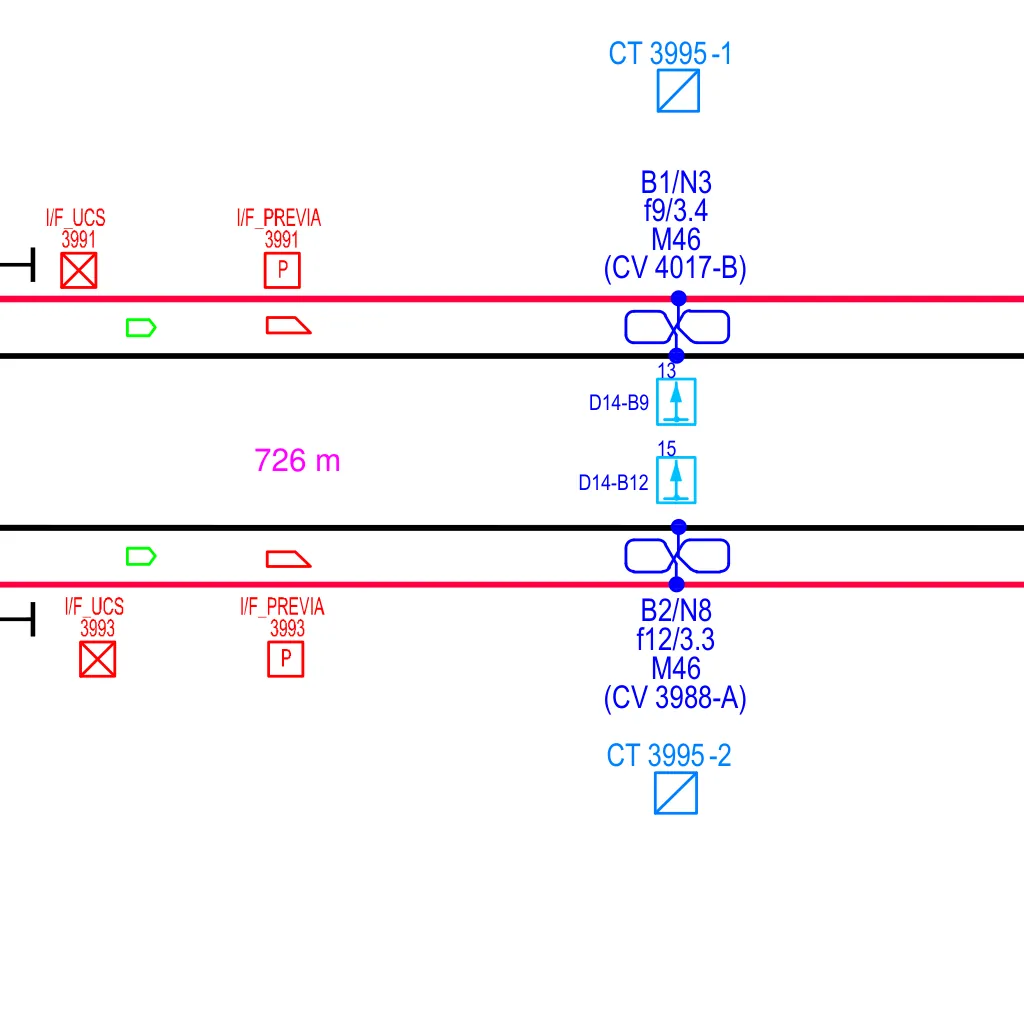 CT 3995-1
B1/N3
f9/3.4
M46
(CV 4017-B)
I/F_UCS
3991
I/F_PREVIA
3991
P
13
D14-B9
15
D14-B12
726 m
I/F_UCS
3993
I/F_PREVIA
3993
P
B2/N8
f12/3.3
M46
(CV 3988-A)
CT 3995-2